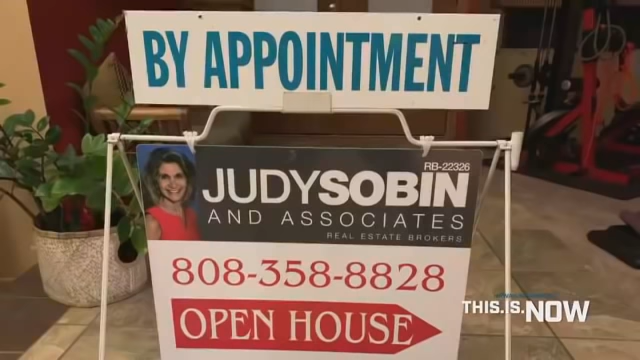 BY APPOINTMENT
RB-22326
JUDYSOBIN
AND ASSOCIATES
REAL ESTATE BROKERS
808-358-8828
OPEN HOUSE
THIS.IS.NOW